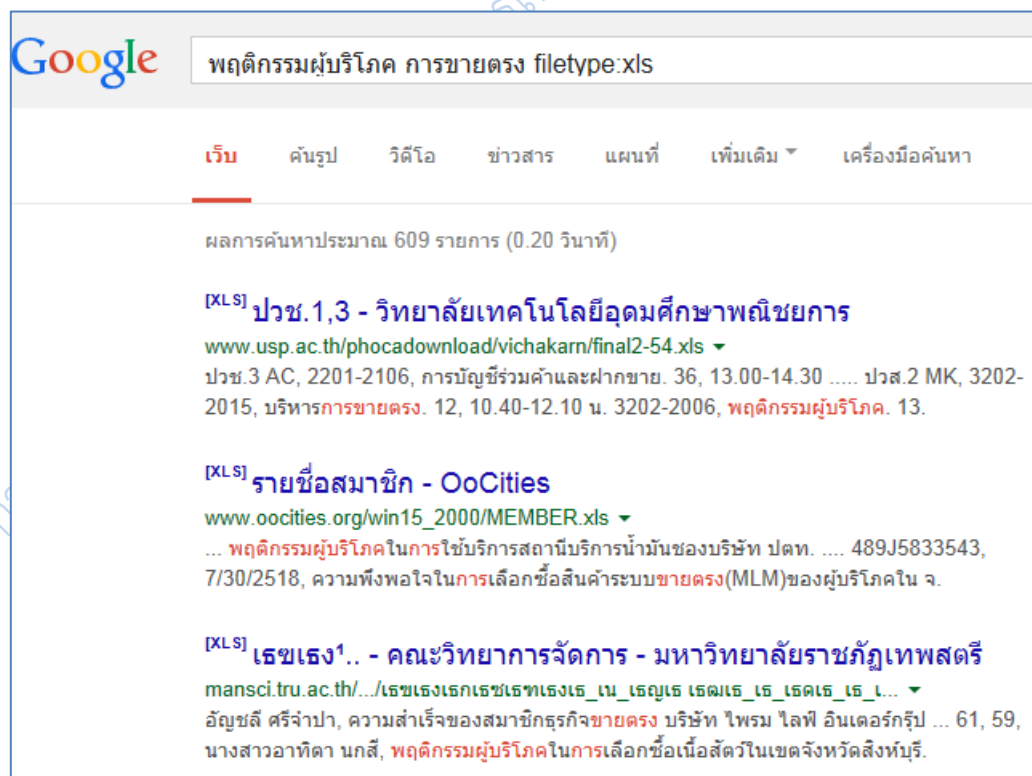 Google
พฤติกรรมผู้บริโภค การขายตรง filetype:xls
เว็บ ค้นรูป วิดีโอ ข่าวสาร แผนที่ เพิ่มเติม เครื่องมือค้นหา
ผลการค้นหาประมาณ 609 รายการ (0.20 วินาที)
[XLS] ปวช.1,3 - วิทยาลัยเทคโนโลยีอุดมศึกษาพณิชยการ
www.usp.ac.th/phocadownload/vichakarn/final2-54.xls
ปวช.3 AC, 2201-2106, การบัญชีร่วมค้าและฝากขาย. 36, 13.00-14.30 ..... ปวส.2 MK, 3202-
2015, บริหารการขายตรง. 12, 10.40-12.10 น. 3202-2006, พฤติกรรมผู้บริโภค. 13.
[XLS] รายชื่อสมาชิก - OoCities
www.oocities.org/win15_2000/MEMBER.xls
... พฤติกรรมผู้บริโภคในการใช้บริการสถานีบริการน้ำมันชองบริษัท ปตท. .... 489J5833543,
7/30/2518, ความพึงพอใจในการเลือกซื้อสินค้าระบบขายตรง(MLM)ของผู้บริโภคใน จ.
[XLS] เธฃเธง¹.. - คณะวิทยาการจัดการ - มหาวิทยาลัยราชภัฏเทพสตรี
mansci.tru.ac.th/.../
อัญชลี ศรีจำปา, ความสำเร็จของสมาชิกธุรกิจขายตรง บริษัท ไพรม ไลฟ์ อินเตอร์กรุ๊ป ... 61, 59,
นางสาวอาทิตา นกสี, พฤติกรรมผู้บริโภคในการเลือกซื้อเนื้อสัตว์ในเขตจังหวัดสิงห์บุรี.